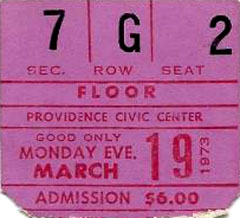 7 G 2
SEC. ROW SEAT
FLOOR
PROVIDENCE CIVIC CENTER
GOOD ONLY
MONDAY EVE.
MARCH 19 1973
ADMISSION $6.00